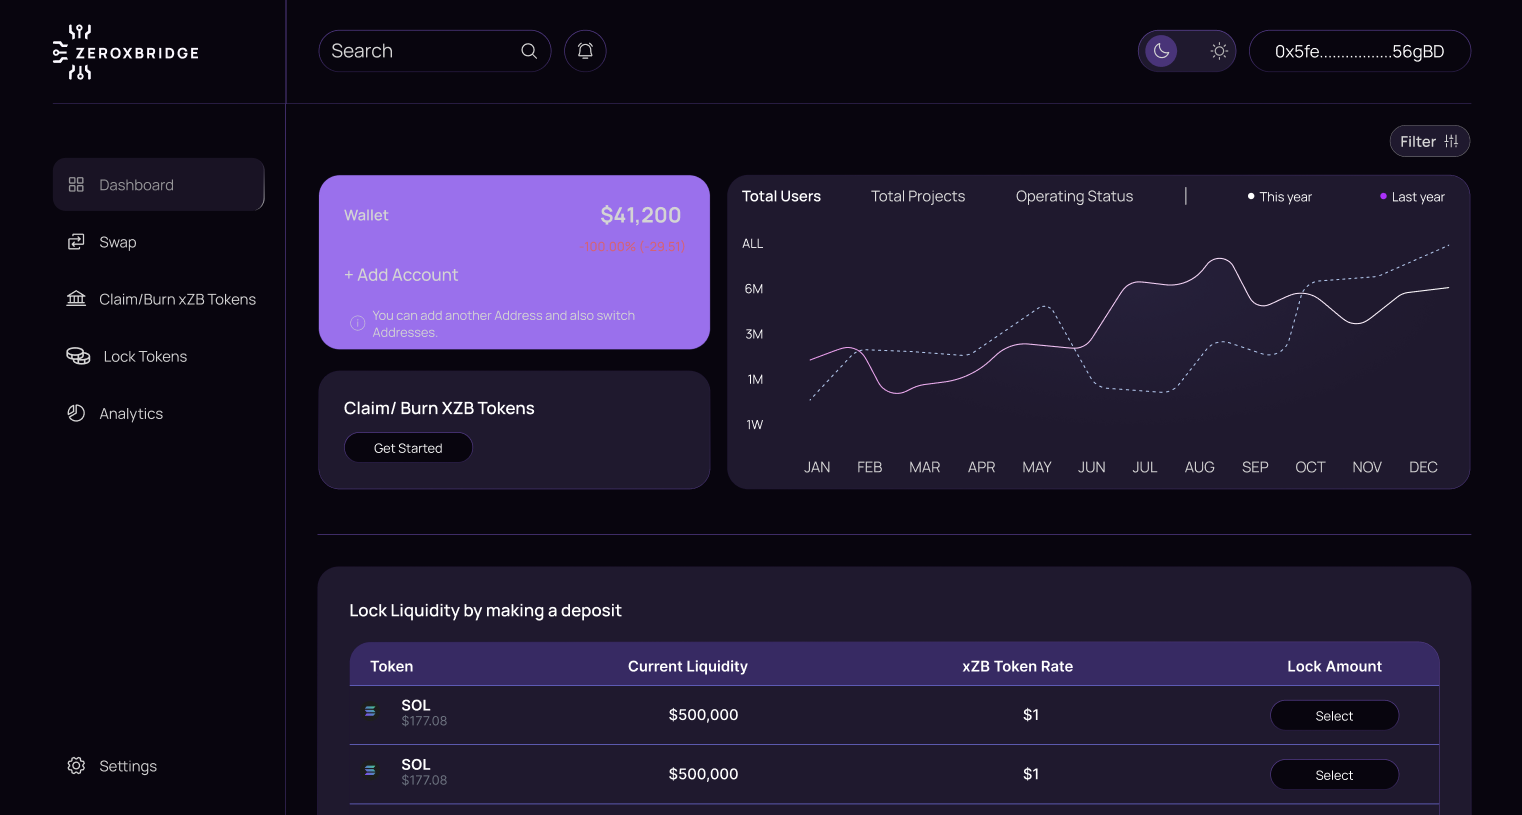 ZEROXBRIDGE
Search
0x5fe.................56gBD
Filter
Dashboard
Swap
Claim/Burn xZB Tokens
Lock Tokens
Analytics
Settings
Wallet
$41,200
+ Add Account
You can add another Address and also switch
Addresses.
Claim/ Burn XZB Tokens
Get Started
Total Users Total Projects Operating Status This year Last year
ALL
6M
3M
1M
1W
JAN FEB MAR APR MAY JUN JUL AUG SEP OCT NOV DEC
Lock Liquidity by making a deposit
Token Current Liquidity xZB Token Rate Lock Amount
SOL
$177.08
$500,000 $1 Select
SOL
$177.08
$500,000 $1 Select